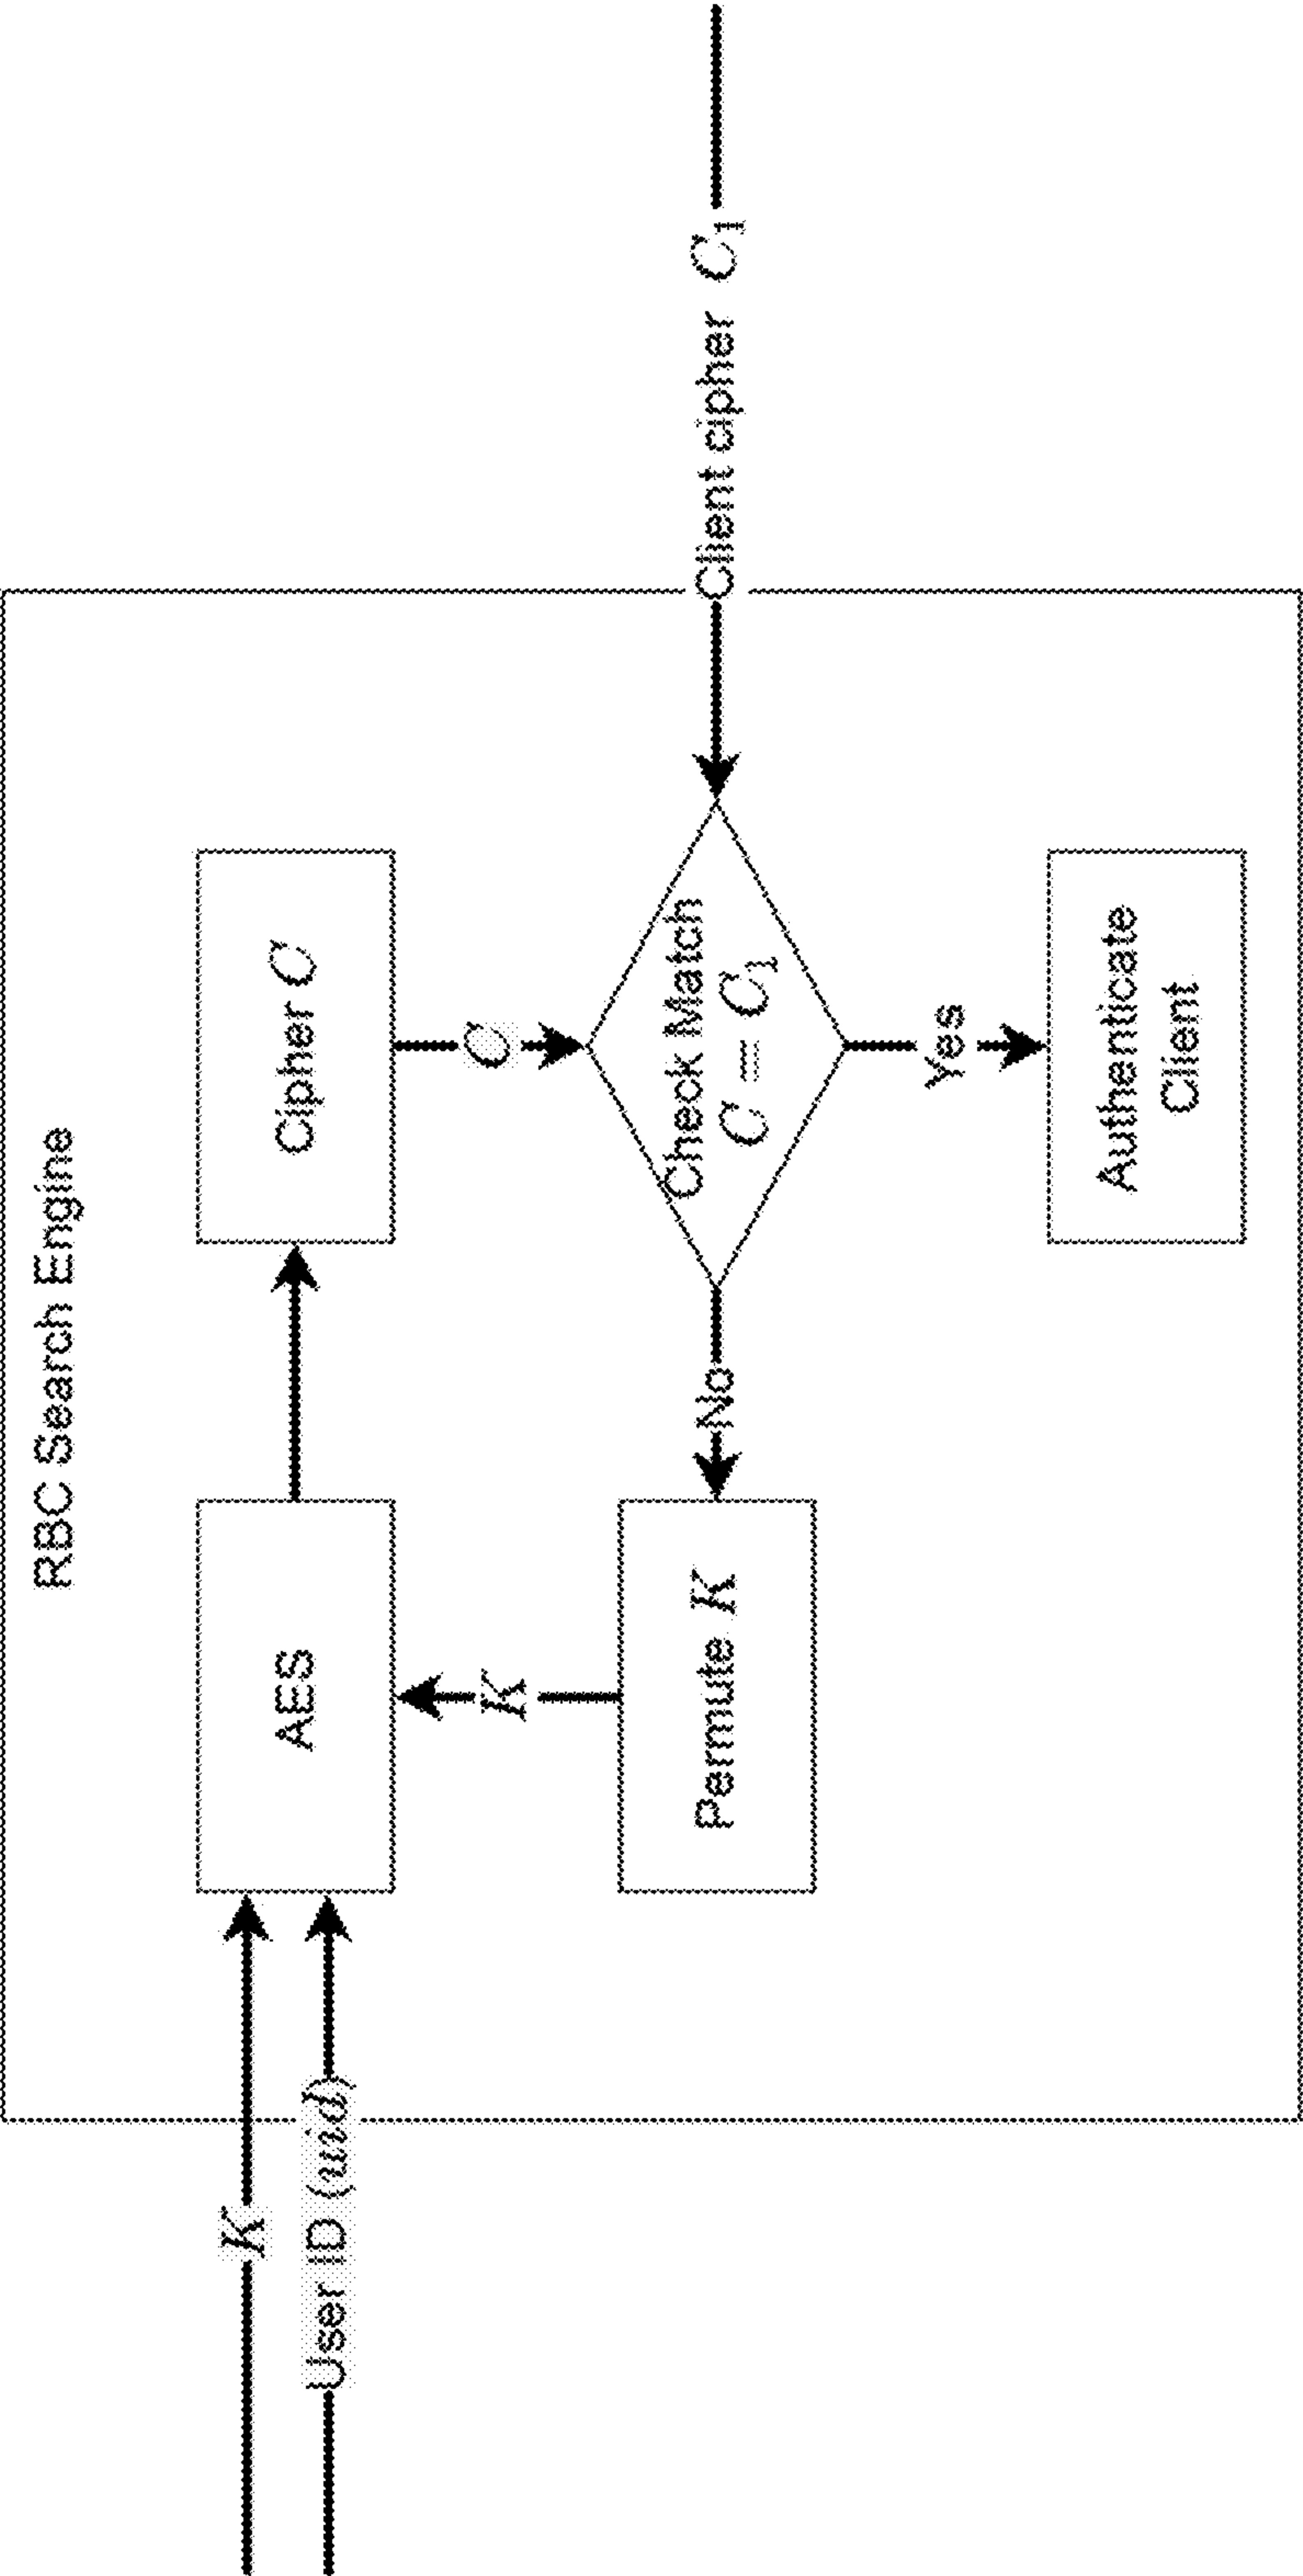 RBC Search Engine
K
User ID (uid)
AES
Cipher C
K
C
Permute K
No
Check Match
C = C₁
Client cipher C₁
Yes
Authenticate
Client